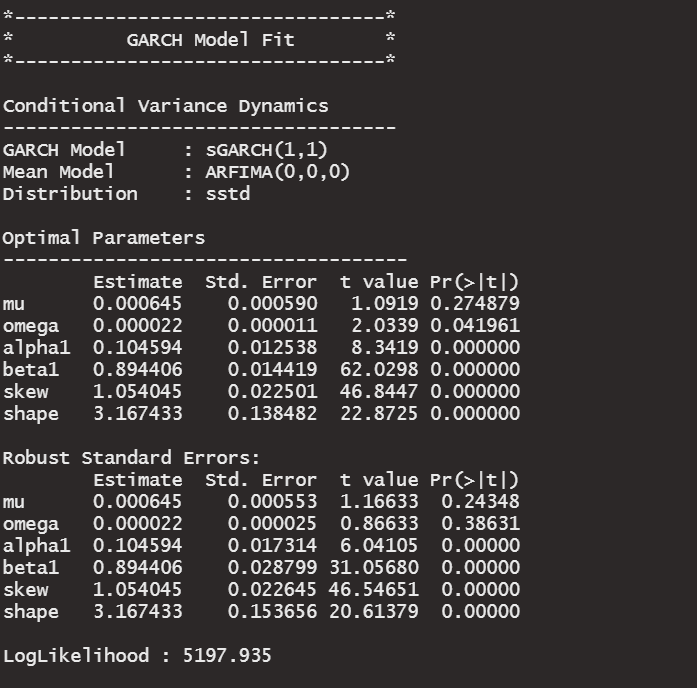 *---------------------------------*
*          GARCH Model Fit        *
*---------------------------------*
Conditional Variance Dynamics
-----------------------------------
GARCH Model     : sGARCH(1,1)
Mean Model      : ARFIMA(0,0,0)
Distribution    : sstd
Optimal Parameters
------------------------------------
        Estimate  Std. Error  t value Pr(>|t|)
mu      0.000645    0.000590   1.0919 0.274879
omega   0.000022    0.000011   2.0339 0.041961
alpha1  0.104594    0.012538   8.3419 0.000000
beta1   0.894406    0.014419  62.0298 0.000000
skew    1.054045    0.022501  46.8447 0.000000
shape   3.167433    0.138482  22.8725 0.000000
Robust Standard Errors:
        Estimate  Std. Error  t value Pr(>|t|)
mu      0.000645    0.000553  1.16633  0.24348
omega   0.000022    0.000025  0.86633  0.38631
alpha1  0.104594    0.017314  6.04105  0.00000
beta1   0.894406    0.028799 31.05680  0.00000
skew    1.054045    0.022645 46.54651  0.00000
shape   3.167433    0.153656 20.61379  0.00000
LogLikelihood : 5197.935